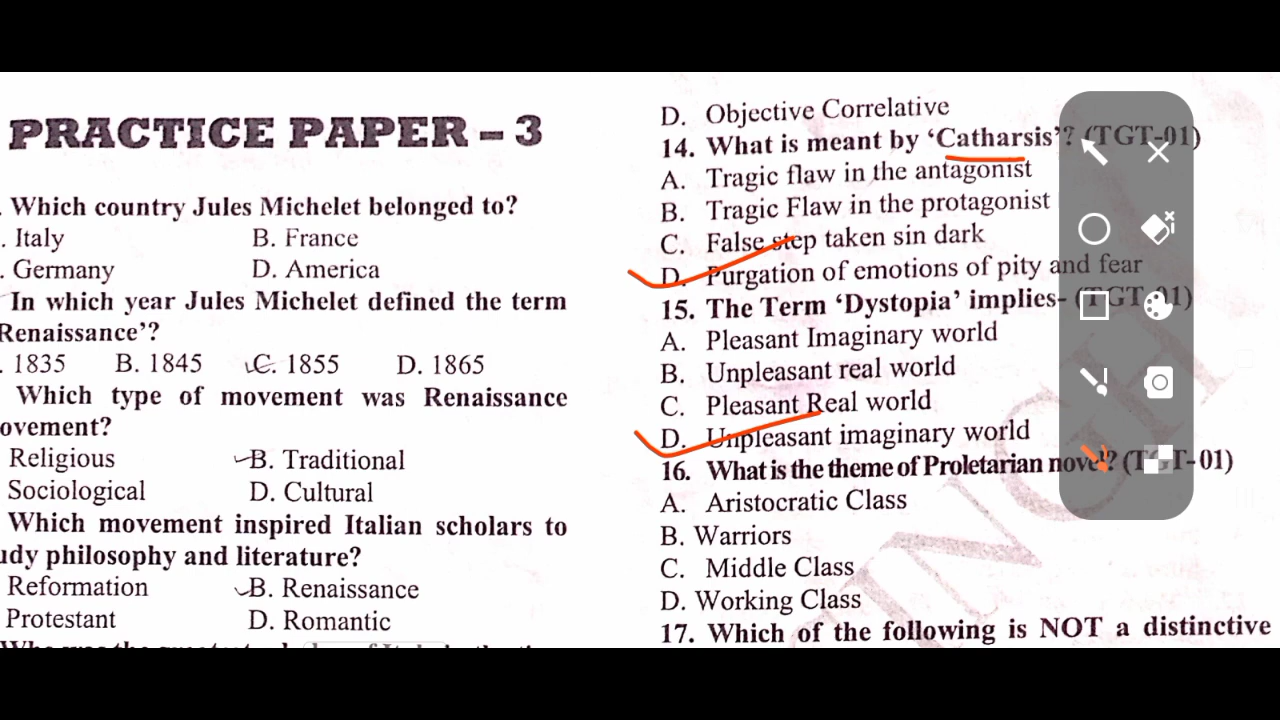 PRACTICE PAPER – 3
. Which country Jules Michelet belonged to?
. Italy B. France
. Germany D. America
In which year Jules Michelet defined the term
Renaissance’?
. 1835 B. 1845 C. 1855 D. 1865
Which type of movement was Renaissance
ovement?
Religious B. Traditional
Sociological D. Cultural
Which movement inspired Italian scholars to
udy philosophy and literature?
Reformation B. Renaissance
Protestant D. Romantic
D. Objective Correlative
14. What is meant by ‘Catharsis’? (TGT-01)
A. Tragic flaw in the antagonist
B. Tragic Flaw in the protagonist
C. False step taken sin dark
D. Purgation of emotions of pity and fear
15. The Term ‘Dystopia’ implies- (TGT-01)
A. Pleasant Imaginary world
B. Unpleasant real world
C. Pleasant Real world
D. Unpleasant imaginary world
16. What is the theme of Proletarian novel? (TGT-01)
A. Aristocratic Class
B. Warriors
C. Middle Class
D. Working Class
17. Which of the following is NOT a distinctive